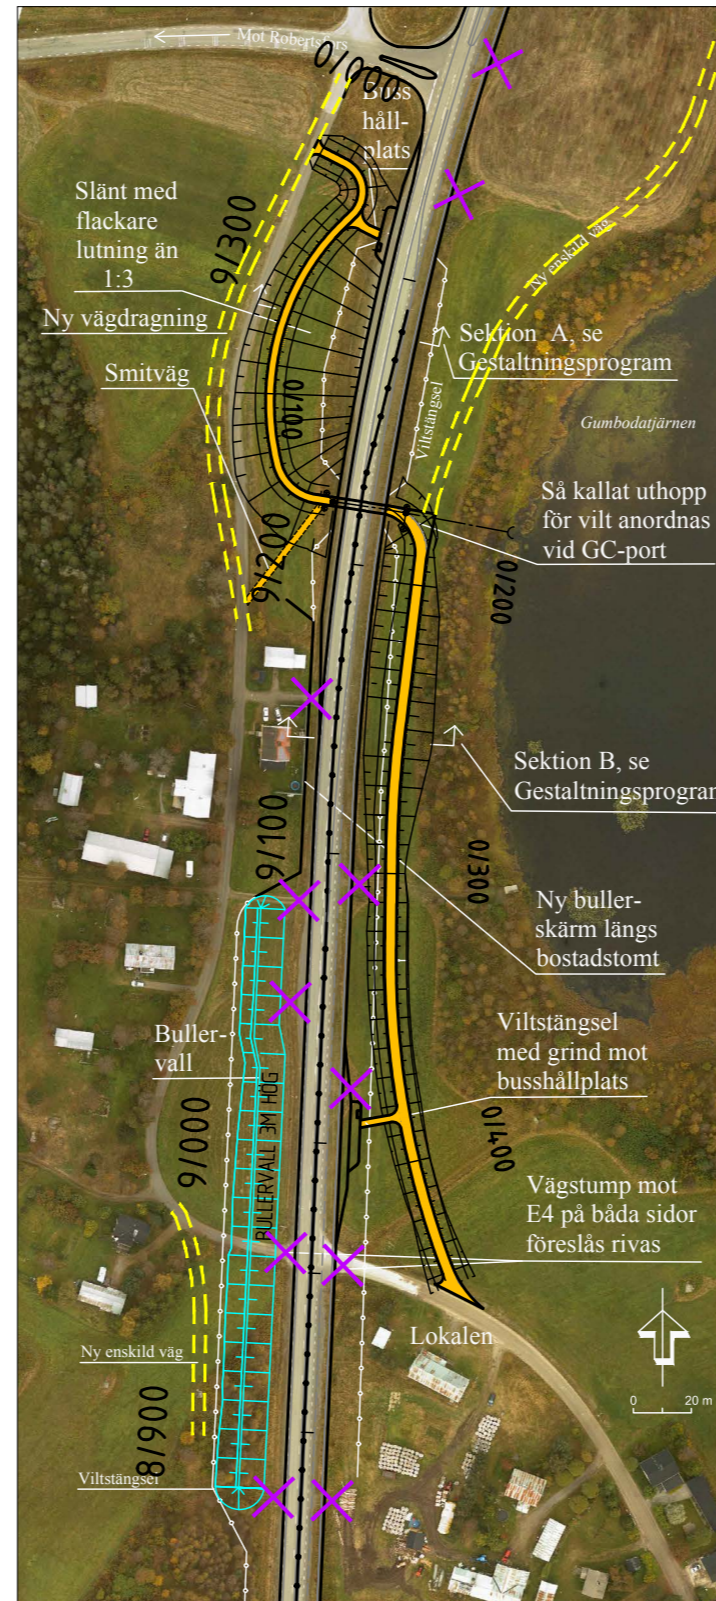 Mot Robertsfors
0/000
Buss
håll-
plats
Slänt med
flackare
lutning än
1:3
9/300
Ny enskild väg
Ny vägdragning
Sektion A, se
Gestaltningsprogram
Smitväg
0/100
Viltstängsel
Gumbodatjärnen
Så kallat uthopp
för vilt anordnas
vid GC-port
9/200
0/200
Sektion B, se
Gestaltningsprogram
9/100
0/300
Ny buller-
skärm längs
bostadstomt
Viltstängsel
med grind mot
busshållplats
Buller-
vall
BULLERVALL 3M HÖG
9/000
0/400
Vägstump mot
E4 på båda sidor
föreslås rivas
Lokalen
Ny enskild väg
0 20 m
8/900
Viltstängsel